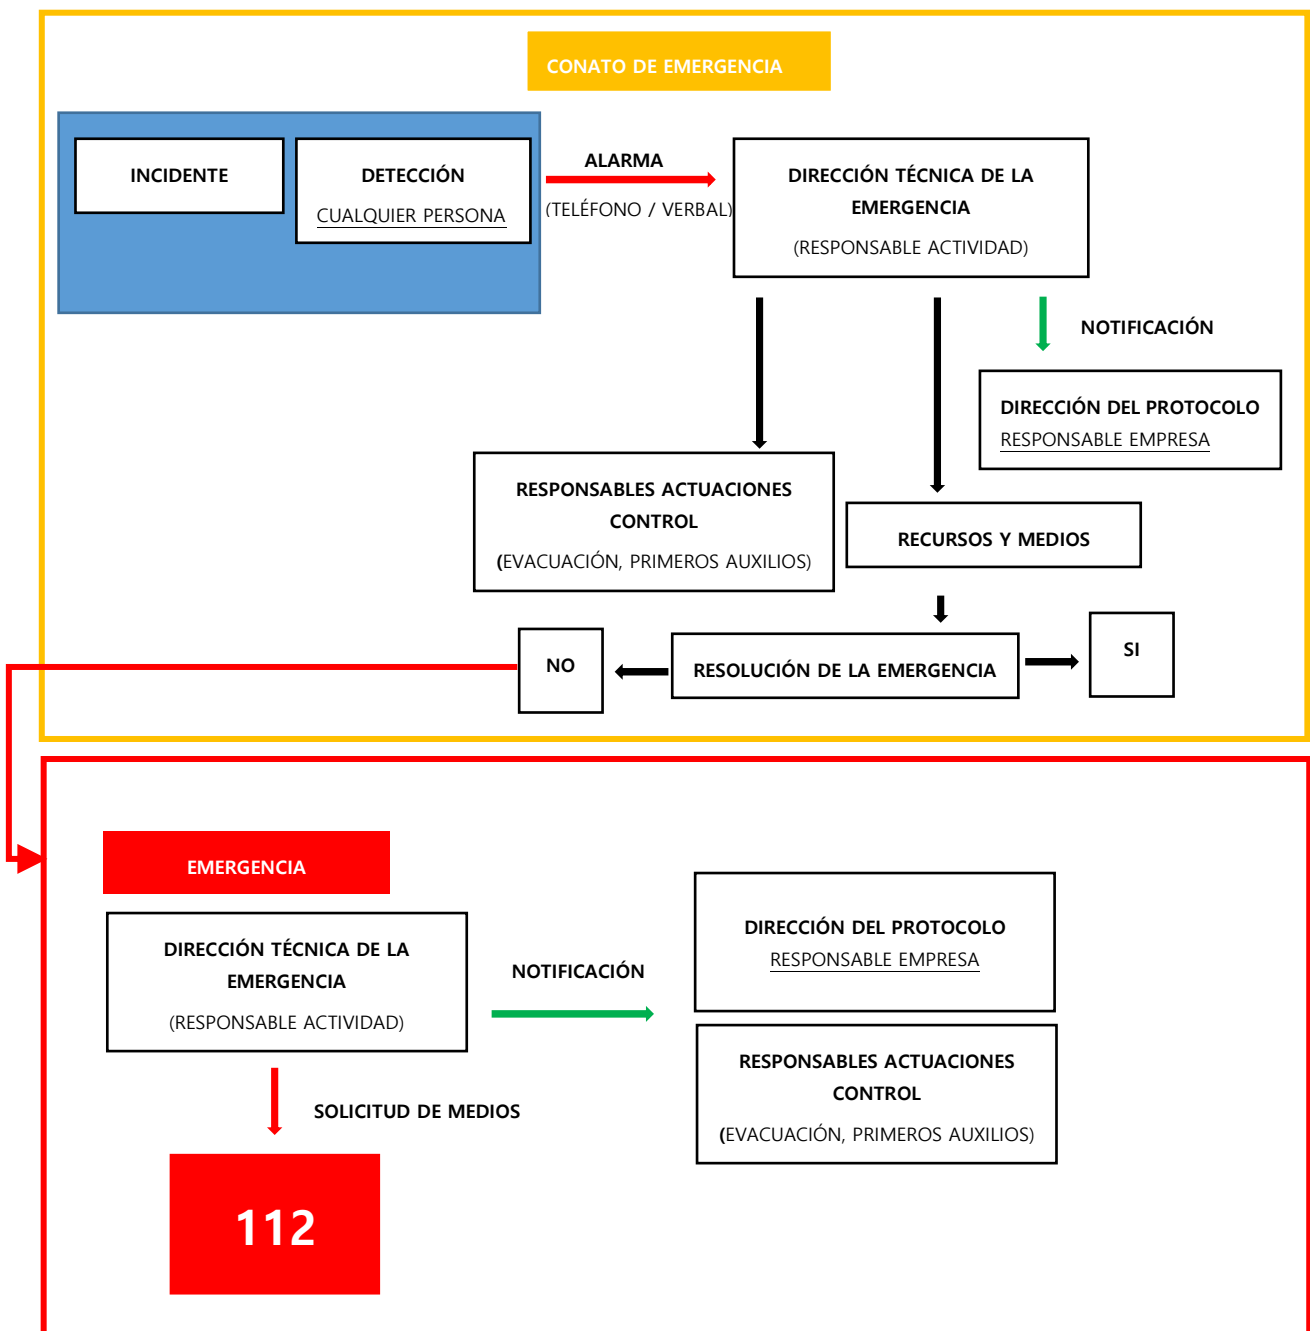 CONATO DE EMERGENCIA
INCIDENTE
DETECCIÓN
CUALQUIER PERSONA
ALARMA
(TELÉFONO / VERBAL)
DIRECCIÓN TÉCNICA DE LA
EMERGENCIA
(RESPONSABLE ACTIVIDAD)
NOTIFICACIÓN
DIRECCIÓN DEL PROTOCOLO
RESPONSABLE EMPRESA
RESPONSABLES ACTUACIONES
CONTROL
(EVACUACIÓN, PRIMEROS AUXILIOS)
RECURSOS Y MEDIOS
RESOLUCIÓN DE LA EMERGENCIA
NO
SI
EMERGENCIA
DIRECCIÓN TÉCNICA DE LA
EMERGENCIA
(RESPONSABLE ACTIVIDAD)
NOTIFICACIÓN
DIRECCIÓN DEL PROTOCOLO
RESPONSABLE EMPRESA
RESPONSABLES ACTUACIONES
CONTROL
(EVACUACIÓN, PRIMEROS AUXILIOS)
SOLICITUD DE MEDIOS
112